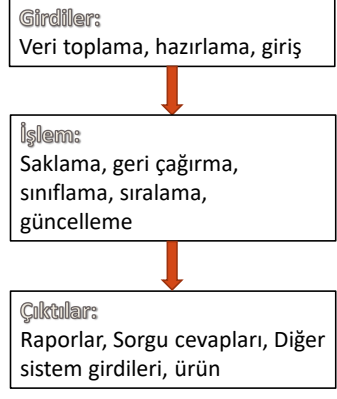 Girdiler:
Veri toplama, hazırlama, giriş
İşlem:
Saklama, geri çağırma,
sınıflama, sıralama,
güncelleme
Çıktılar:
Raporlar, Sorgu cevapları, Diğer
sistem girdileri, ürün